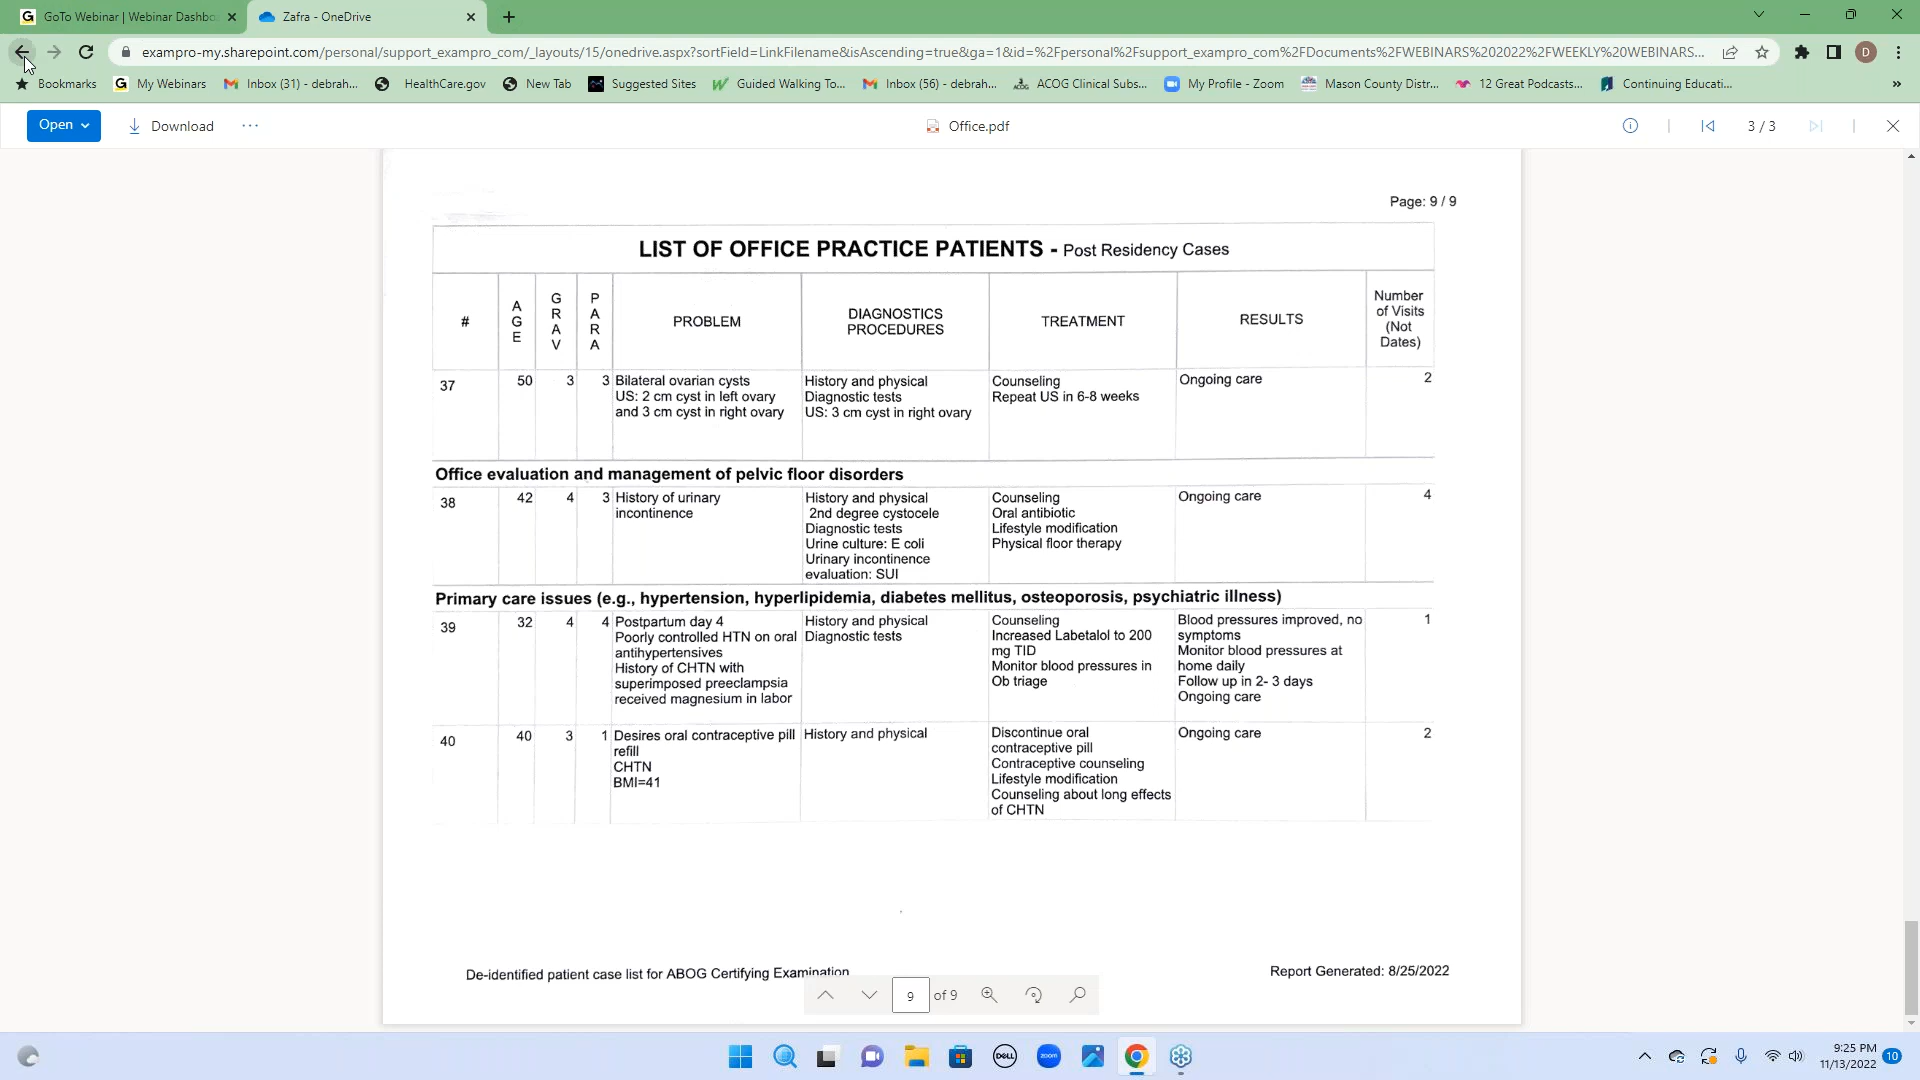 GoTo Webinar | Webinar Dashbo
Zafra - OneDrive
exampro-my.sharepoint.com/personal/support_exampro_com/_layouts/15/onedrive.aspx?sortField=LinkFilename&isAscending=true&ga=1&id=%2Fpersonal%2Fsupport_exampro_com%2FDocuments%2FWEBINARS%202022%2FWEEKLY%20WEBINARS...
D
Bookmarks
My Webinars
Inbox (31) - debrah...
HealthCare.gov
New Tab
Suggested Sites
Guided Walking To...
Inbox (56) - debrah...
ACOG Clinical Subs...
My Profile - Zoom
Mason County Distr...
12 Great Podcasts...
Continuing Educati...
»
Open
Download
...
Office.pdf
3 / 3
Page: 9 / 9
LIST OF OFFICE PRACTICE PATIENTS - Post Residency Cases
#
AGE
GRAV
PARA
PROBLEM
DIAGNOSTICS
PROCEDURES
TREATMENT
RESULTS
Number
of Visits
(Not
Dates)
37
50
3
3
Bilateral ovarian cysts
US: 2 cm cyst in left ovary
and 3 cm cyst in right ovary
History and physical
Diagnostic tests
US: 3 cm cyst in right ovary
Counseling
Repeat US in 6-8 weeks
Ongoing care
2
Office evaluation and management of pelvic floor disorders
38
42
4
3
History of urinary
incontinence
History and physical
2nd degree cystocele
Diagnostic tests
Urine culture: E coli
Urinary incontinence
evaluation: SUI
Counseling
Oral antibiotic
Lifestyle modification
Physical floor therapy
Ongoing care
4
Primary care issues (e.g., hypertension, hyperlipidemia, diabetes mellitus, osteoporosis, psychiatric illness)
39
32
4
4
Postpartum day 4
Poorly controlled HTN on oral
antihypertensives
History of CHTN with
superimposed preeclampsia
received magnesium in labor
History and physical
Diagnostic tests
Counseling
Increased Labetalol to 200
mg TID
Monitor blood pressures in
Ob triage
Blood pressures improved, no
symptoms
Monitor blood pressures at
home daily
Follow up in 2- 3 days
Ongoing care
1
40
40
3
1
Desires oral contraceptive pill
refill
CHTN
BMI=41
History and physical
Discontinue oral
contraceptive pill
Contraceptive counseling
Lifestyle modification
Counseling about long effects
of CHTN
Ongoing care
2
De-identified patient case list for ABOG Certifying Examination
Report Generated: 8/25/2022
9 of 9
DELL
zoom
9:25 PM
11/13/2022
10